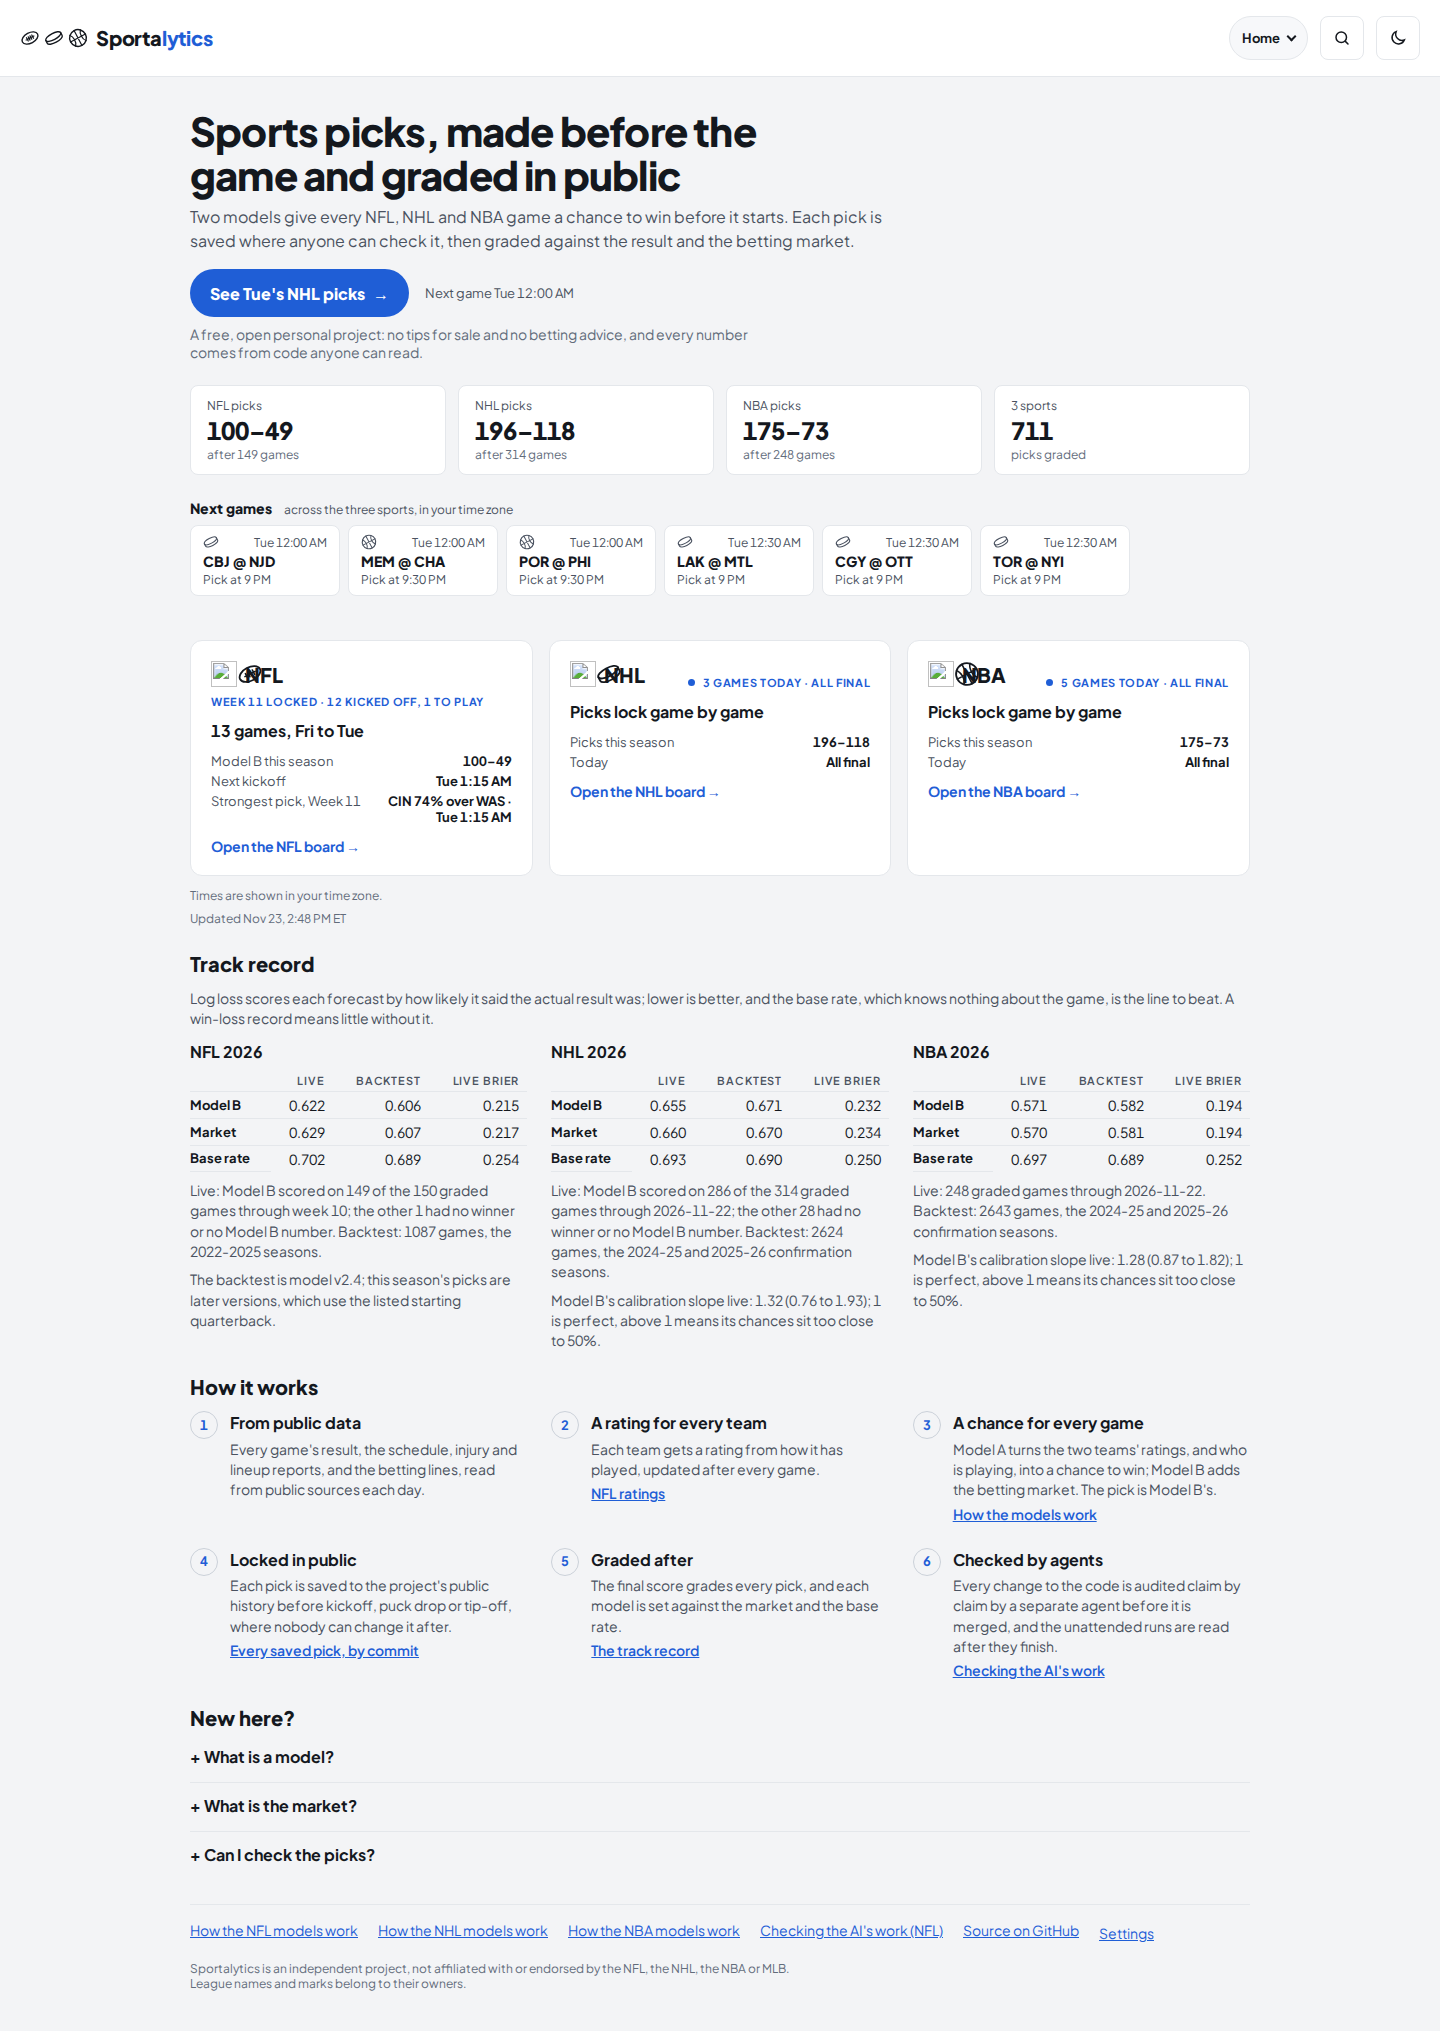 Sportalytics
Home
Sports picks, made before the
game and graded in public
Two models give every NFL, NHL and NBA game a chance to win before it starts. Each pick is
saved where anyone can check it, then graded against the result and the betting market.
See Tue's NHL picks →
Next game Tue 12:00 AM
A free, open personal project: no tips for sale and no betting advice, and every number
comes from code anyone can read.
NFL picks
100–49
after 149 games
NHL picks
196–118
after 314 games
NBA picks
175–73
after 248 games
3 sports
711
picks graded
Next games across the three sports, in your time zone
Tue 12:00 AM
CBJ @ NJD
Pick at 9 PM
Tue 12:00 AM
MEM @ CHA
Pick at 9:30 PM
Tue 12:00 AM
POR @ PHI
Pick at 9:30 PM
Tue 12:30 AM
LAK @ MTL
Pick at 9 PM
Tue 12:30 AM
CGY @ OTT
Pick at 9 PM
Tue 12:30 AM
TOR @ NYI
Pick at 9 PM
NFL
WEEK 11 LOCKED · 12 KICKED OFF, 1 TO PLAY
13 games, Fri to Tue
Model B this season 100–49
Next kickoff Tue 1:15 AM
Strongest pick, Week 11 CIN 74% over WAS ·
Tue 1:15 AM
Open the NFL board →
NHL
3 GAMES TODAY · ALL FINAL
Picks lock game by game
Picks this season 196–118
Today All final
Open the NHL board →
NBA
5 GAMES TODAY · ALL FINAL
Picks lock game by game
Picks this season 175–73
Today All final
Open the NBA board →
Times are shown in your time zone.
Updated Nov 23, 2:48 PM ET
Track record
Log loss scores each forecast by how likely it said the actual result was; lower is better, and the base rate, which knows nothing about the game, is the line to beat. A
win-loss record means little without it.
NFL 2026
LIVE BACKTEST LIVE BRIER
Model B 0.622 0.606 0.215
Market 0.629 0.607 0.217
Base rate 0.702 0.689 0.254
Live: Model B scored on 149 of the 150 graded
games through week 10; the other 1 had no winner
or no Model B number. Backtest: 1087 games, the
2022-2025 seasons.
The backtest is model v2.4; this season's picks are
later versions, which use the listed starting
quarterback.
NHL 2026
LIVE BACKTEST LIVE BRIER
Model B 0.655 0.671 0.232
Market 0.660 0.670 0.234
Base rate 0.693 0.690 0.250
Live: Model B scored on 286 of the 314 graded
games through 2026-11-22; the other 28 had no
winner or no Model B number. Backtest: 2624
games, the 2024-25 and 2025-26 confirmation
seasons.
Model B's calibration slope live: 1.32 (0.76 to 1.93); 1
is perfect, above 1 means its chances sit too close
to 50%.
NBA 2026
LIVE BACKTEST LIVE BRIER
Model B 0.571 0.582 0.194
Market 0.570 0.581 0.194
Base rate 0.697 0.689 0.252
Live: 248 graded games through 2026-11-22.
Backtest: 2643 games, the 2024-25 and 2025-26
confirmation seasons.
Model B's calibration slope live: 1.28 (0.87 to 1.82); 1
is perfect, above 1 means its chances sit too close
to 50%.
How it works
1 From public data
Every game's result, the schedule, injury and
lineup reports, and the betting lines, read
from public sources each day.
2 A rating for every team
Each team gets a rating from how it has
played, updated after every game.
NFL ratings
3 A chance for every game
Model A turns the two teams' ratings, and who
is playing, into a chance to win; Model B adds
the betting market. The pick is Model B's.
How the models work
4 Locked in public
Each pick is saved to the project's public
history before kickoff, puck drop or tip-off,
where nobody can change it after.
Every saved pick, by commit
5 Graded after
The final score grades every pick, and each
model is set against the market and the base
rate.
The track record
6 Checked by agents
Every change to the code is audited claim by
claim by a separate agent before it is
merged, and the unattended runs are read
after they finish.
Checking the AI's work
New here?
+ What is a model?
+ What is the market?
+ Can I check the picks?
How the NFL models work How the NHL models work How the NBA models work Checking the AI's work (NFL) Source on GitHub Settings
Sportalytics is an independent project, not affiliated with or endorsed by the NFL, the NHL, the NBA or MLB.
League names and marks belong to their owners.